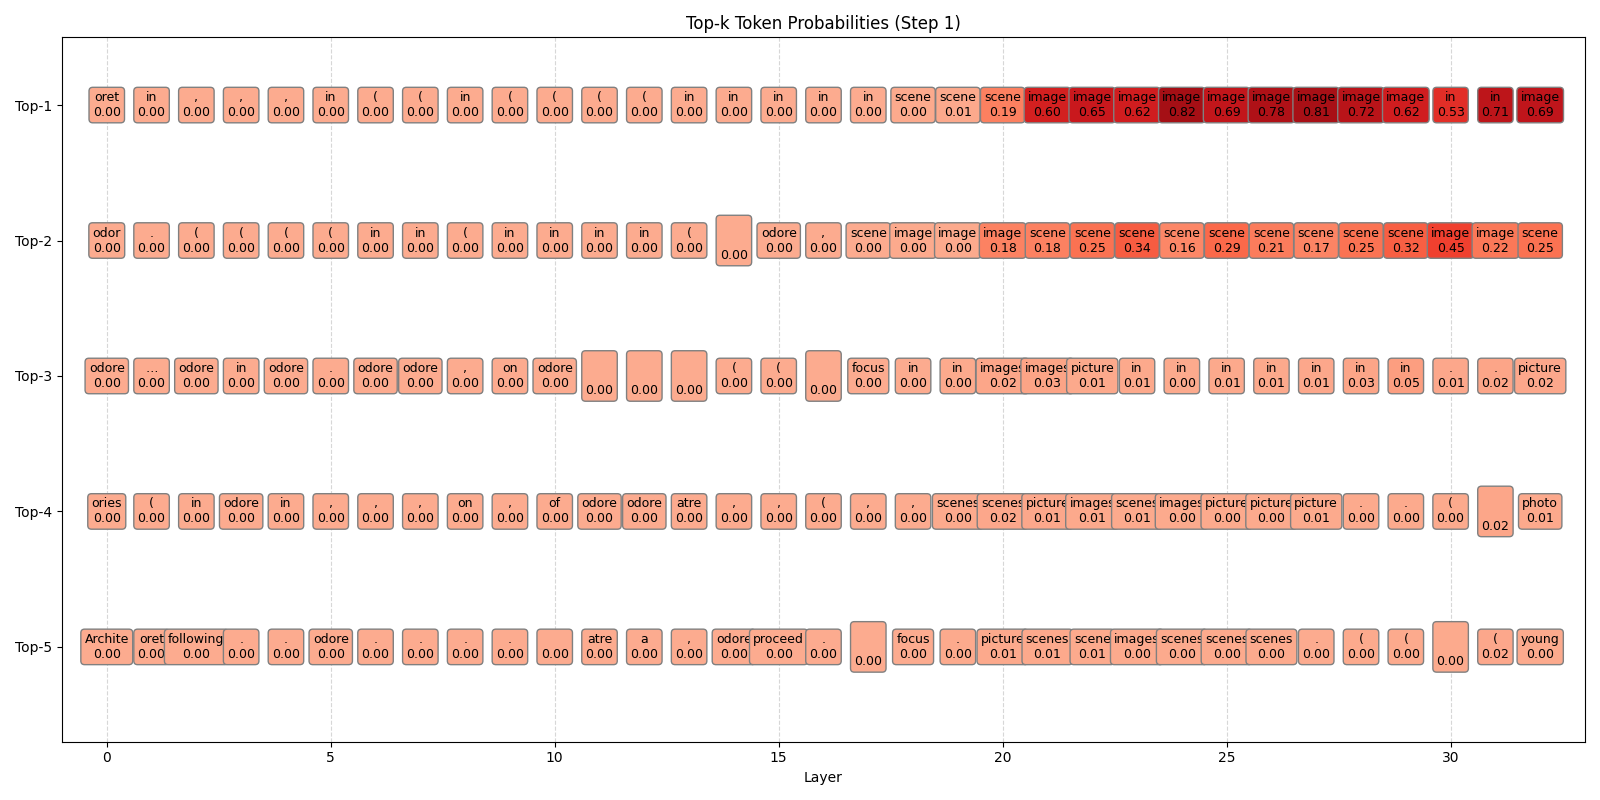 Top-k Token Probabilities (Step 1)
oret in , , , in ( ( in ( ( ( ( in in in in in scene scene scene image image image image image image image image image in in image
Top-1 0.00 0.00 0.00 0.00 0.00 0.00 0.00 0.00 0.00 0.00 0.00 0.00 0.00 0.00 0.00 0.00 0.00 0.00 0.00 0.01 0.19 0.60 0.65 0.62 0.82 0.69 0.78 0.81 0.72 0.62 0.53 0.71 0.69
odor . ( ( ( ( in in ( in in in in ( odore , scene image image image scene scene scene scene scene scene scene scene scene image image scene
Top-2 0.00 0.00 0.00 0.00 0.00 0.00 0.00 0.00 0.00 0.00 0.00 0.00 0.00 0.00 0.00 0.00 0.00 0.00 0.00 0.00 0.18 0.18 0.25 0.34 0.16 0.29 0.21 0.17 0.25 0.32 0.45 0.22 0.25
odore ... odore in odore . odore odore , on odore ( ( focus in in images images picture in in in in in in in . . picture
Top-3 0.00 0.00 0.00 0.00 0.00 0.00 0.00 0.00 0.00 0.00 0.00 0.00 0.00 0.00 0.00 0.00 0.00 0.00 0.00 0.00 0.02 0.03 0.01 0.01 0.00 0.01 0.01 0.01 0.03 0.05 0.01 0.02 0.02
ories ( in odore in , , , on , of odore odore atre , , ( , , scenes scenes picture images scenes images picture picture picture . . ( photo
Top-4 0.00 0.00 0.00 0.00 0.00 0.00 0.00 0.00 0.00 0.00 0.00 0.00 0.00 0.00 0.00 0.00 0.00 0.00 0.00 0.00 0.02 0.01 0.01 0.01 0.00 0.00 0.00 0.01 0.00 0.00 0.00 0.02 0.01
Archite oret following . . odore . . . . atre a , odore proceed . focus . picture scenes scene images scenes scenes scenes . ( ( ( young
Top-5 0.00 0.00 0.00 0.00 0.00 0.00 0.00 0.00 0.00 0.00 0.00 0.00 0.00 0.00 0.00 0.00 0.00 0.00 0.00 0.00 0.01 0.01 0.01 0.00 0.00 0.00 0.00 0.00 0.00 0.00 0.00 0.02 0.00
0 5 10 15 20 25 30
Layer